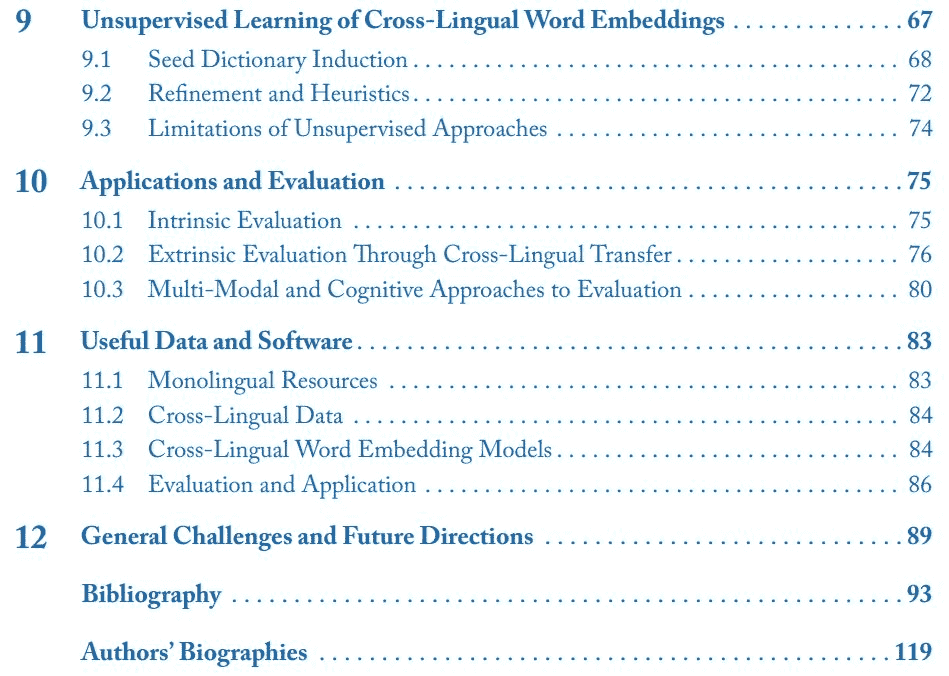 9 Unsupervised Learning of Cross-Lingual Word Embeddings . . . . . . . . . . . . . 67
9.1 Seed Dictionary Induction . . . . . . . . . . . . . . . . . . . . . . . . . . . . . . . . . . . . . . . 68
9.2 Refinement and Heuristics . . . . . . . . . . . . . . . . . . . . . . . . . . . . . . . . . . . . . . . 72
9.3 Limitations of Unsupervised Approaches . . . . . . . . . . . . . . . . . . . . . . . . . . . 74
10 Applications and Evaluation . . . . . . . . . . . . . . . . . . . . . . . . . . . . . . . . . . . . . . . . 75
10.1 Intrinsic Evaluation . . . . . . . . . . . . . . . . . . . . . . . . . . . . . . . . . . . . . . . . . . . 75
10.2 Extrinsic Evaluation Through Cross-Lingual Transfer . . . . . . . . . . . . . . . . . 76
10.3 Multi-Modal and Cognitive Approaches to Evaluation . . . . . . . . . . . . . . . . 80
11 Useful Data and Software . . . . . . . . . . . . . . . . . . . . . . . . . . . . . . . . . . . . . . . . . . . 83
11.1 Monolingual Resources . . . . . . . . . . . . . . . . . . . . . . . . . . . . . . . . . . . . . . . . 83
11.2 Cross-Lingual Data . . . . . . . . . . . . . . . . . . . . . . . . . . . . . . . . . . . . . . . . . . . 84
11.3 Cross-Lingual Word Embedding Models . . . . . . . . . . . . . . . . . . . . . . . . . . . 84
11.4 Evaluation and Application . . . . . . . . . . . . . . . . . . . . . . . . . . . . . . . . . . . . . 86
12 General Challenges and Future Directions . . . . . . . . . . . . . . . . . . . . . . . . . . . . 89
Bibliography . . . . . . . . . . . . . . . . . . . . . . . . . . . . . . . . . . . . . . . . . . . . . . . . . . . . . 93
Authors’ Biographies . . . . . . . . . . . . . . . . . . . . . . . . . . . . . . . . . . . . . . . . . . . . . 119